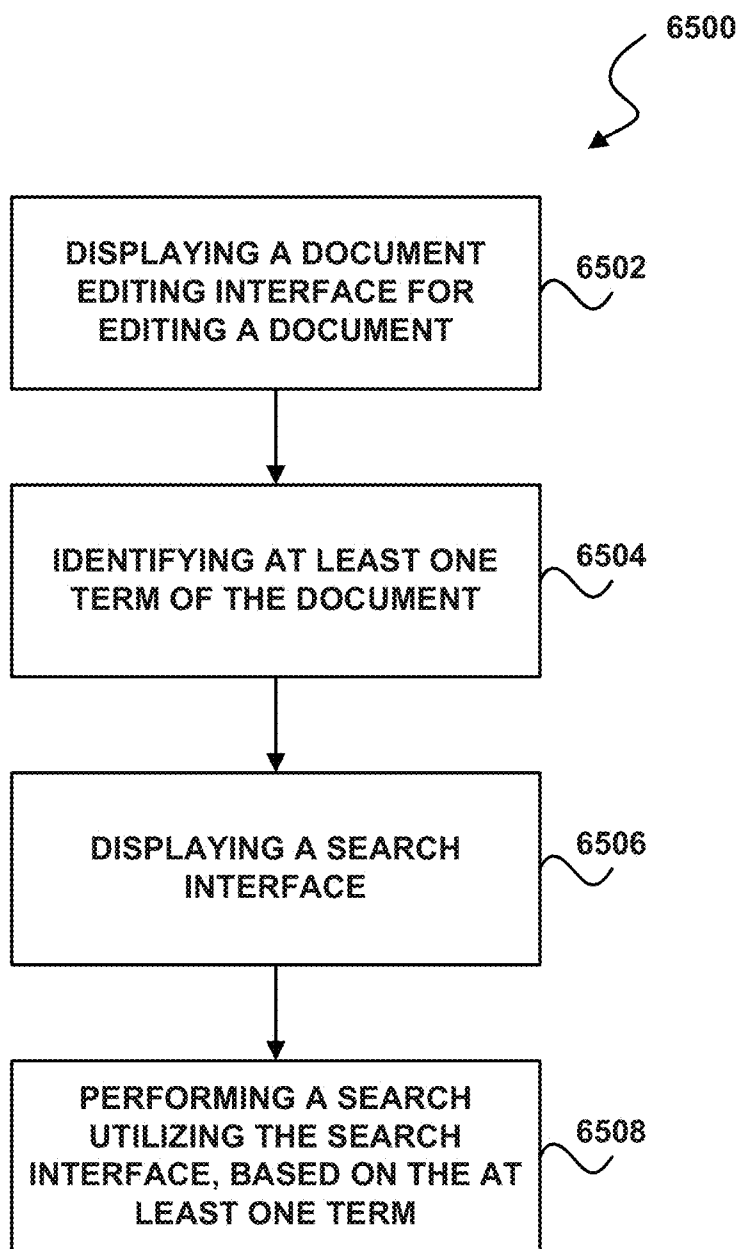 6500
DISPLAYING A DOCUMENT
EDITING INTERFACE FOR
EDITING A DOCUMENT
6502
IDENTIFYING AT LEAST ONE
TERM OF THE DOCUMENT
6504
DISPLAYING A SEARCH
INTERFACE
6506
PERFORMING A SEARCH
UTILIZING THE SEARCH
INTERFACE, BASED ON THE AT
LEAST ONE TERM
6508